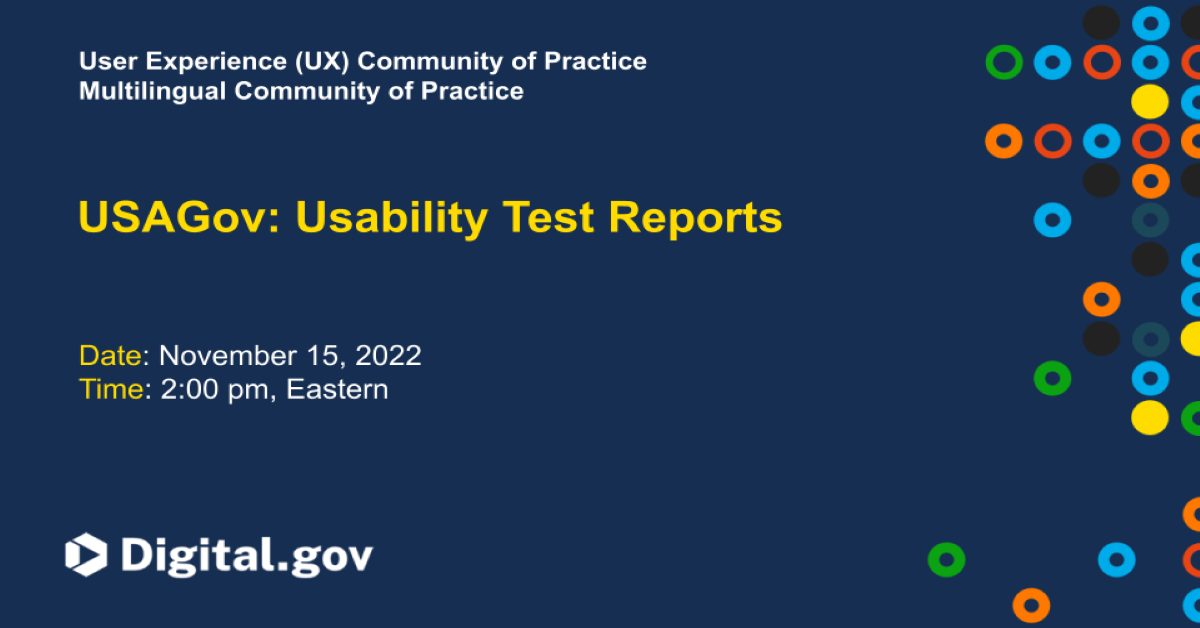 User Experience (UX) Community of Practice
Multilingual Community of Practice
USAGov: Usability Test Reports
Date: November 15, 2022
Time: 2:00 pm, Eastern
Digital.gov